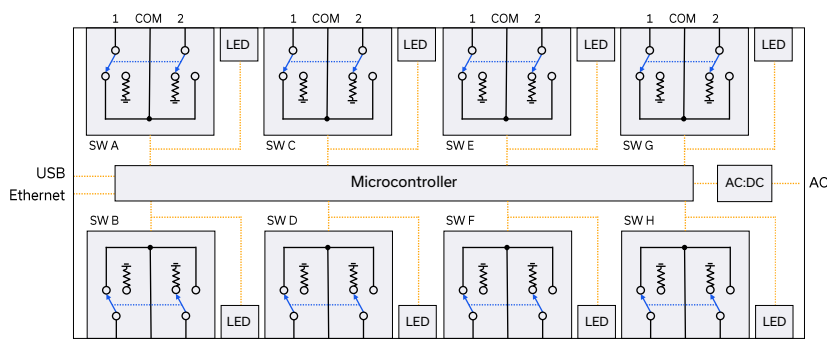 1 COM 2 1 COM 2 1 COM 2 1 COM 2
LED LED LED LED
SW A SW C SW E SW G
USB
Microcontroller AC:DC AC
Ethernet
SW B SW D SW F SW H
LED LED LED LED